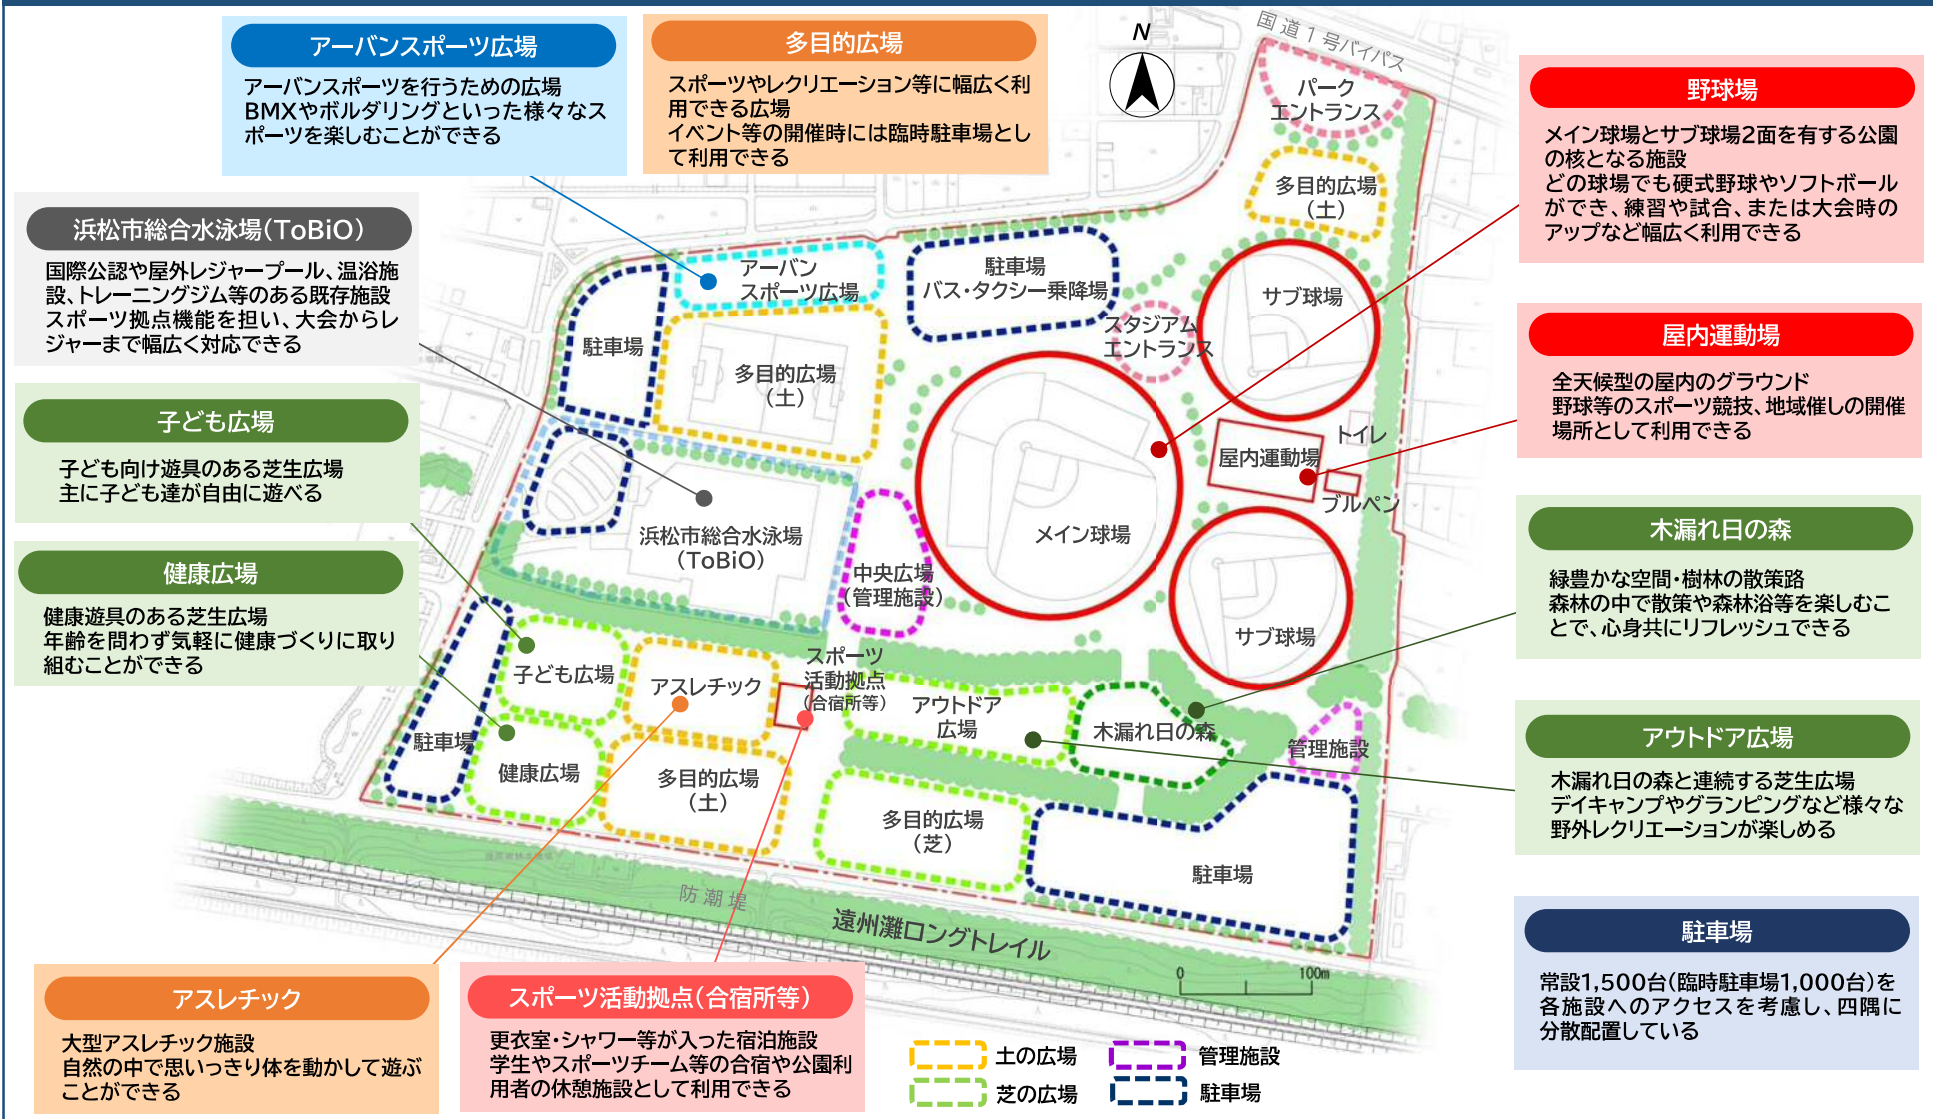 アーバンスポーツ広場
アーバンスポーツを行うための広場
BMXやボルダリングといった様々なス
ポーツを楽しむことができる
多目的広場
スポーツやレクリエーション等に幅広く利
用できる広場
イベント等の開催時には臨時駐車場とし
て利用できる
N
国道1号バイパス
野球場
メイン球場とサブ球場2面を有する公園
の核となる施設
どの球場でも硬式野球やソフトボール
ができ、練習や試合、または大会時の
アップなど幅広く利用できる
浜松市総合水泳場(ToBiO)
国際公認や屋外レジャープール、温浴施
設、トレーニングジム等のある既存施設
スポーツ拠点機能を担い、大会からレ
ジャーまで幅広く対応できる
屋内運動場
全天候型の屋内のグラウンド
野球等のスポーツ競技、地域催しの開催
場所として利用できる
子ども広場
子ども向け遊具のある芝生広場
主に子ども達が自由に遊べる
健康広場
健康遊具のある芝生広場
年齢を問わず気軽に健康づくりに取り
組むことができる
木漏れ日の森
緑豊かな空間・樹林の散策路
森林の中で散策や森林浴等を楽しむこ
とで、心身共にリフレッシュできる
アウトドア広場
木漏れ日の森と連続する芝生広場
デイキャンプやグランピングなど様々な
野外レクリエーションが楽しめる
駐車場
常設1,500台(臨時駐車場1,000台)を
各施設へのアクセスを考慮し、四隅に
分散配置している
アスレチック
大型アスレチック施設
自然の中で思いっきり体を動かして遊ぶ
ことができる
スポーツ活動拠点(合宿所等)
更衣室・シャワー等が入った宿泊施設
学生やスポーツチーム等の合宿や公園利
用者の休憩施設として利用できる
パーク
エントランス
多目的広場
(土)
アーバン
スポーツ広場
駐車場
バス・タクシー乗降場
サブ球場
スタジアム
エントランス
駐車場
多目的広場
(土)
トイレ
屋内運動場
ブルペン
メイン球場
浜松市総合水泳場
(ToBiO)
中央広場
(管理施設)
サブ球場
スポーツ
活動拠点
(合宿所等)
子ども広場
アスレチック
アウトドア
広場
木漏れ日の森
管理施設
駐車場
健康広場
多目的広場
(土)
多目的広場
(芝)
駐車場
防潮堤
遠州灘ロングトレイル
0
100m
土の広場
管理施設
芝の広場
駐車場